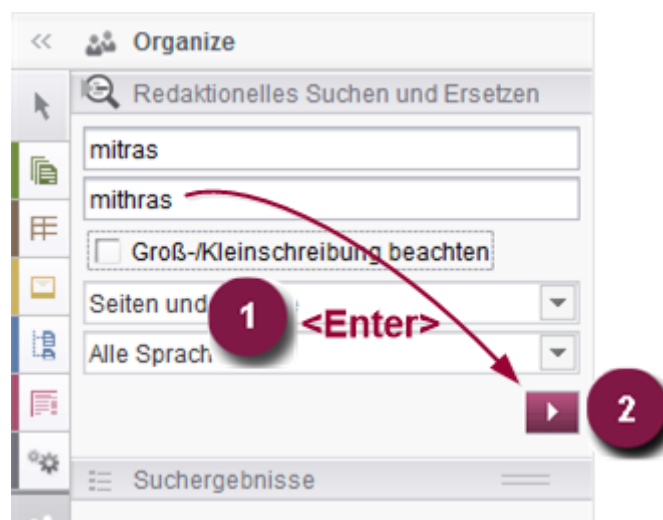 Organize
Redaktionelles Suchen und Ersetzen
mitras
mithras
Groß-/Kleinschreibung beachten
Seiten und
1
<Enter>
Alle Sprach
2
Suchergebnisse